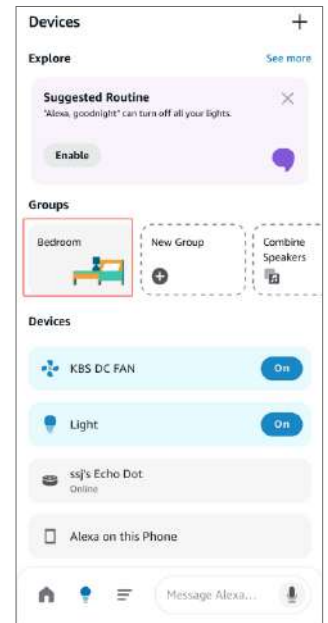 Devices
Explore
See more
Suggested Routine
"Alexa, goodnight" can turn off all your lights.
Enable
Groups
Bedroom
New Group
Combine
Speakers
Devices
KBS DC FAN
On
Light
On
ssj's Echo Dot
Online
Alexa on this Phone
Message Alexa...